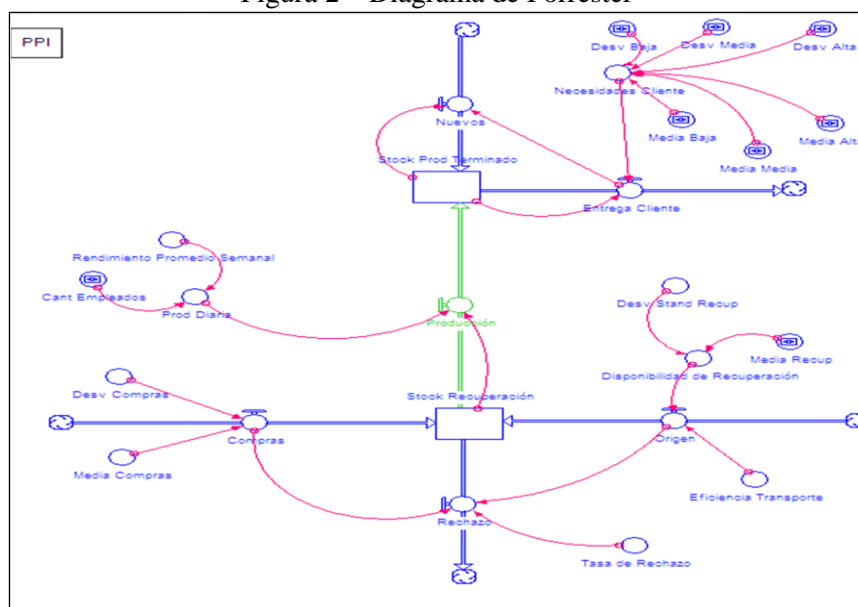 Figura 2 – Diagrama de Forrester
PPI
Desv Baja
Desv Media
Desv Alta
Necesidades Cliente
Nuevos
Media Baja
Media Alta
Media Media
Stock Prod Terminado
Entrega Cliente
Rendimiento Promedio Semanal
Cant Empleados
Prod Diaria
Producción
Desv Stand Recup
Media Recup
Disponibilidad de Recuperación
Desv Compras
Stock Recuperación
Compras
Origen
Media Compras
Eficiencia Transporte
Rechazo
Tasa de Rechazo